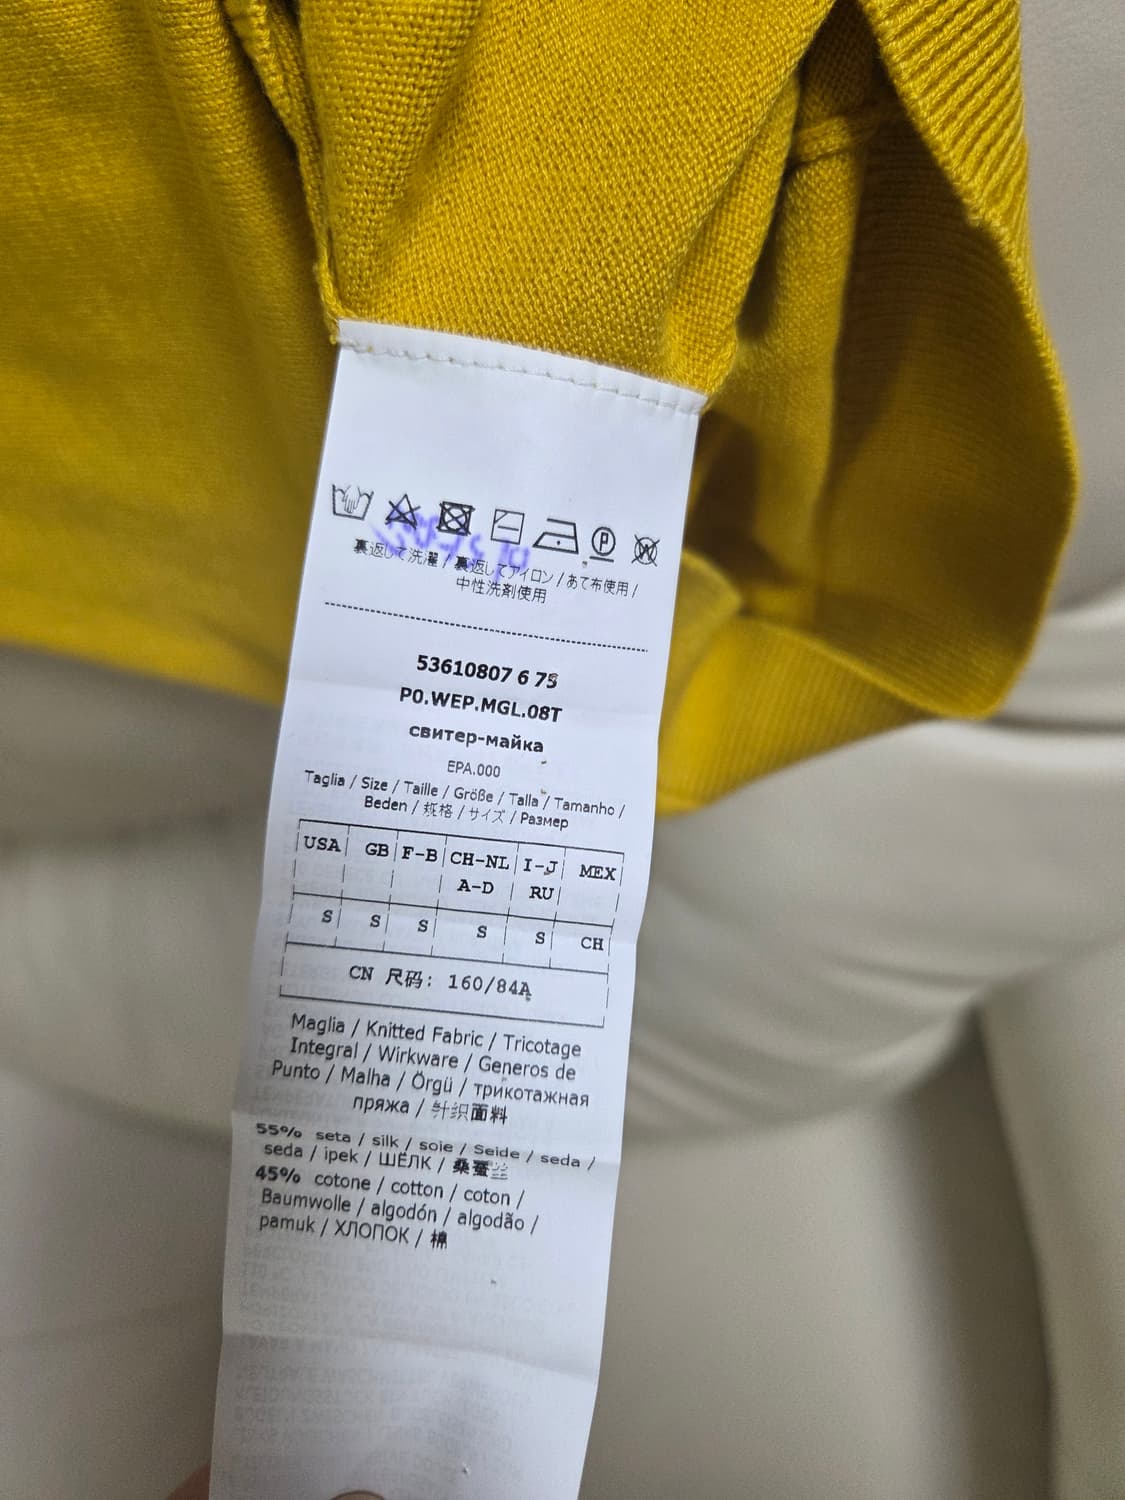 裏返して洗濯 / 裏返してアイロン / あて布使用 /
中性洗剤使用
53610807 6 75
P0.WEP.MGL.08T
свитер-майка
EPA.000
Taglia / Size / Taille / Größe / Talla / Tamanho /
Beden / 规格 / サイズ / Размер
USA GB F-B CH-NL I-J MEX
A-D RU
S S S S S CH
CN 尺码: 160/84A
Maglia / Knitted Fabric / Tricotage
Integral / Wirkware / Generos de
Punto / Malha / Örgü / трикотажная
пряжа / 针织面料
55% seta / silk / soie / Seide / seda /
seda / ipek / ШЁЛК / 桑蚕丝
45% cotone / cotton / coton /
Baumwolle / algodón / algodão /
pamuk / ХЛОПОК / 棉